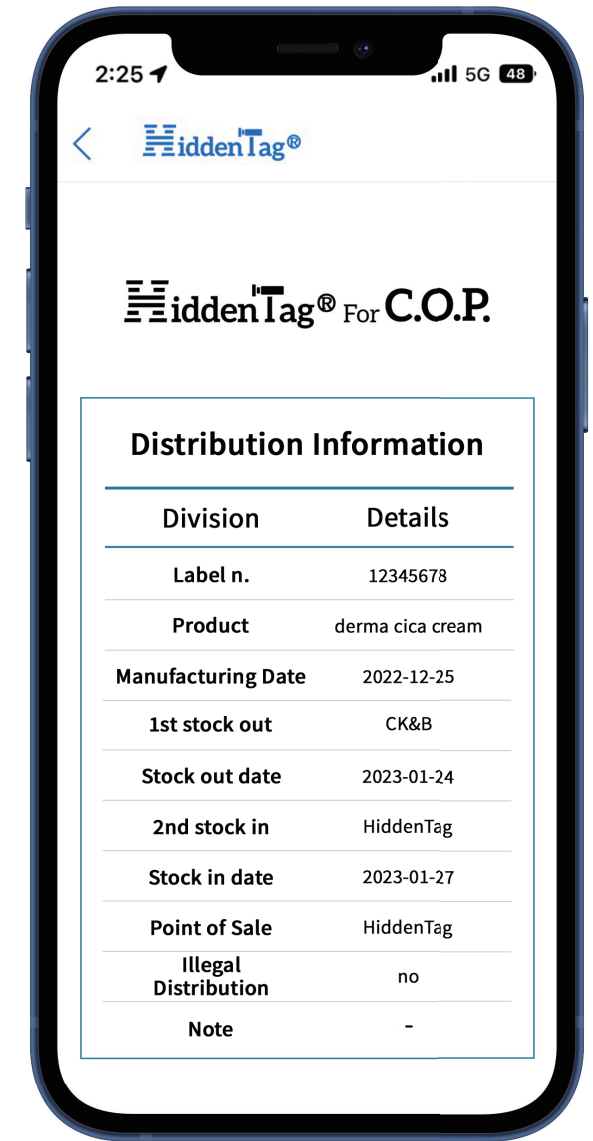 2:25 5G 48
HiddenTag®
HiddenTag® For C.O.P.
Distribution Information
Division Details
Label n. 12345678
Product derma cica cream
Manufacturing Date 2022-12-25
1st stock out CK&B
Stock out date 2023-01-24
2nd stock in HiddenTag
Stock in date 2023-01-27
Point of Sale HiddenTag
Illegal
Distribution no
Note -